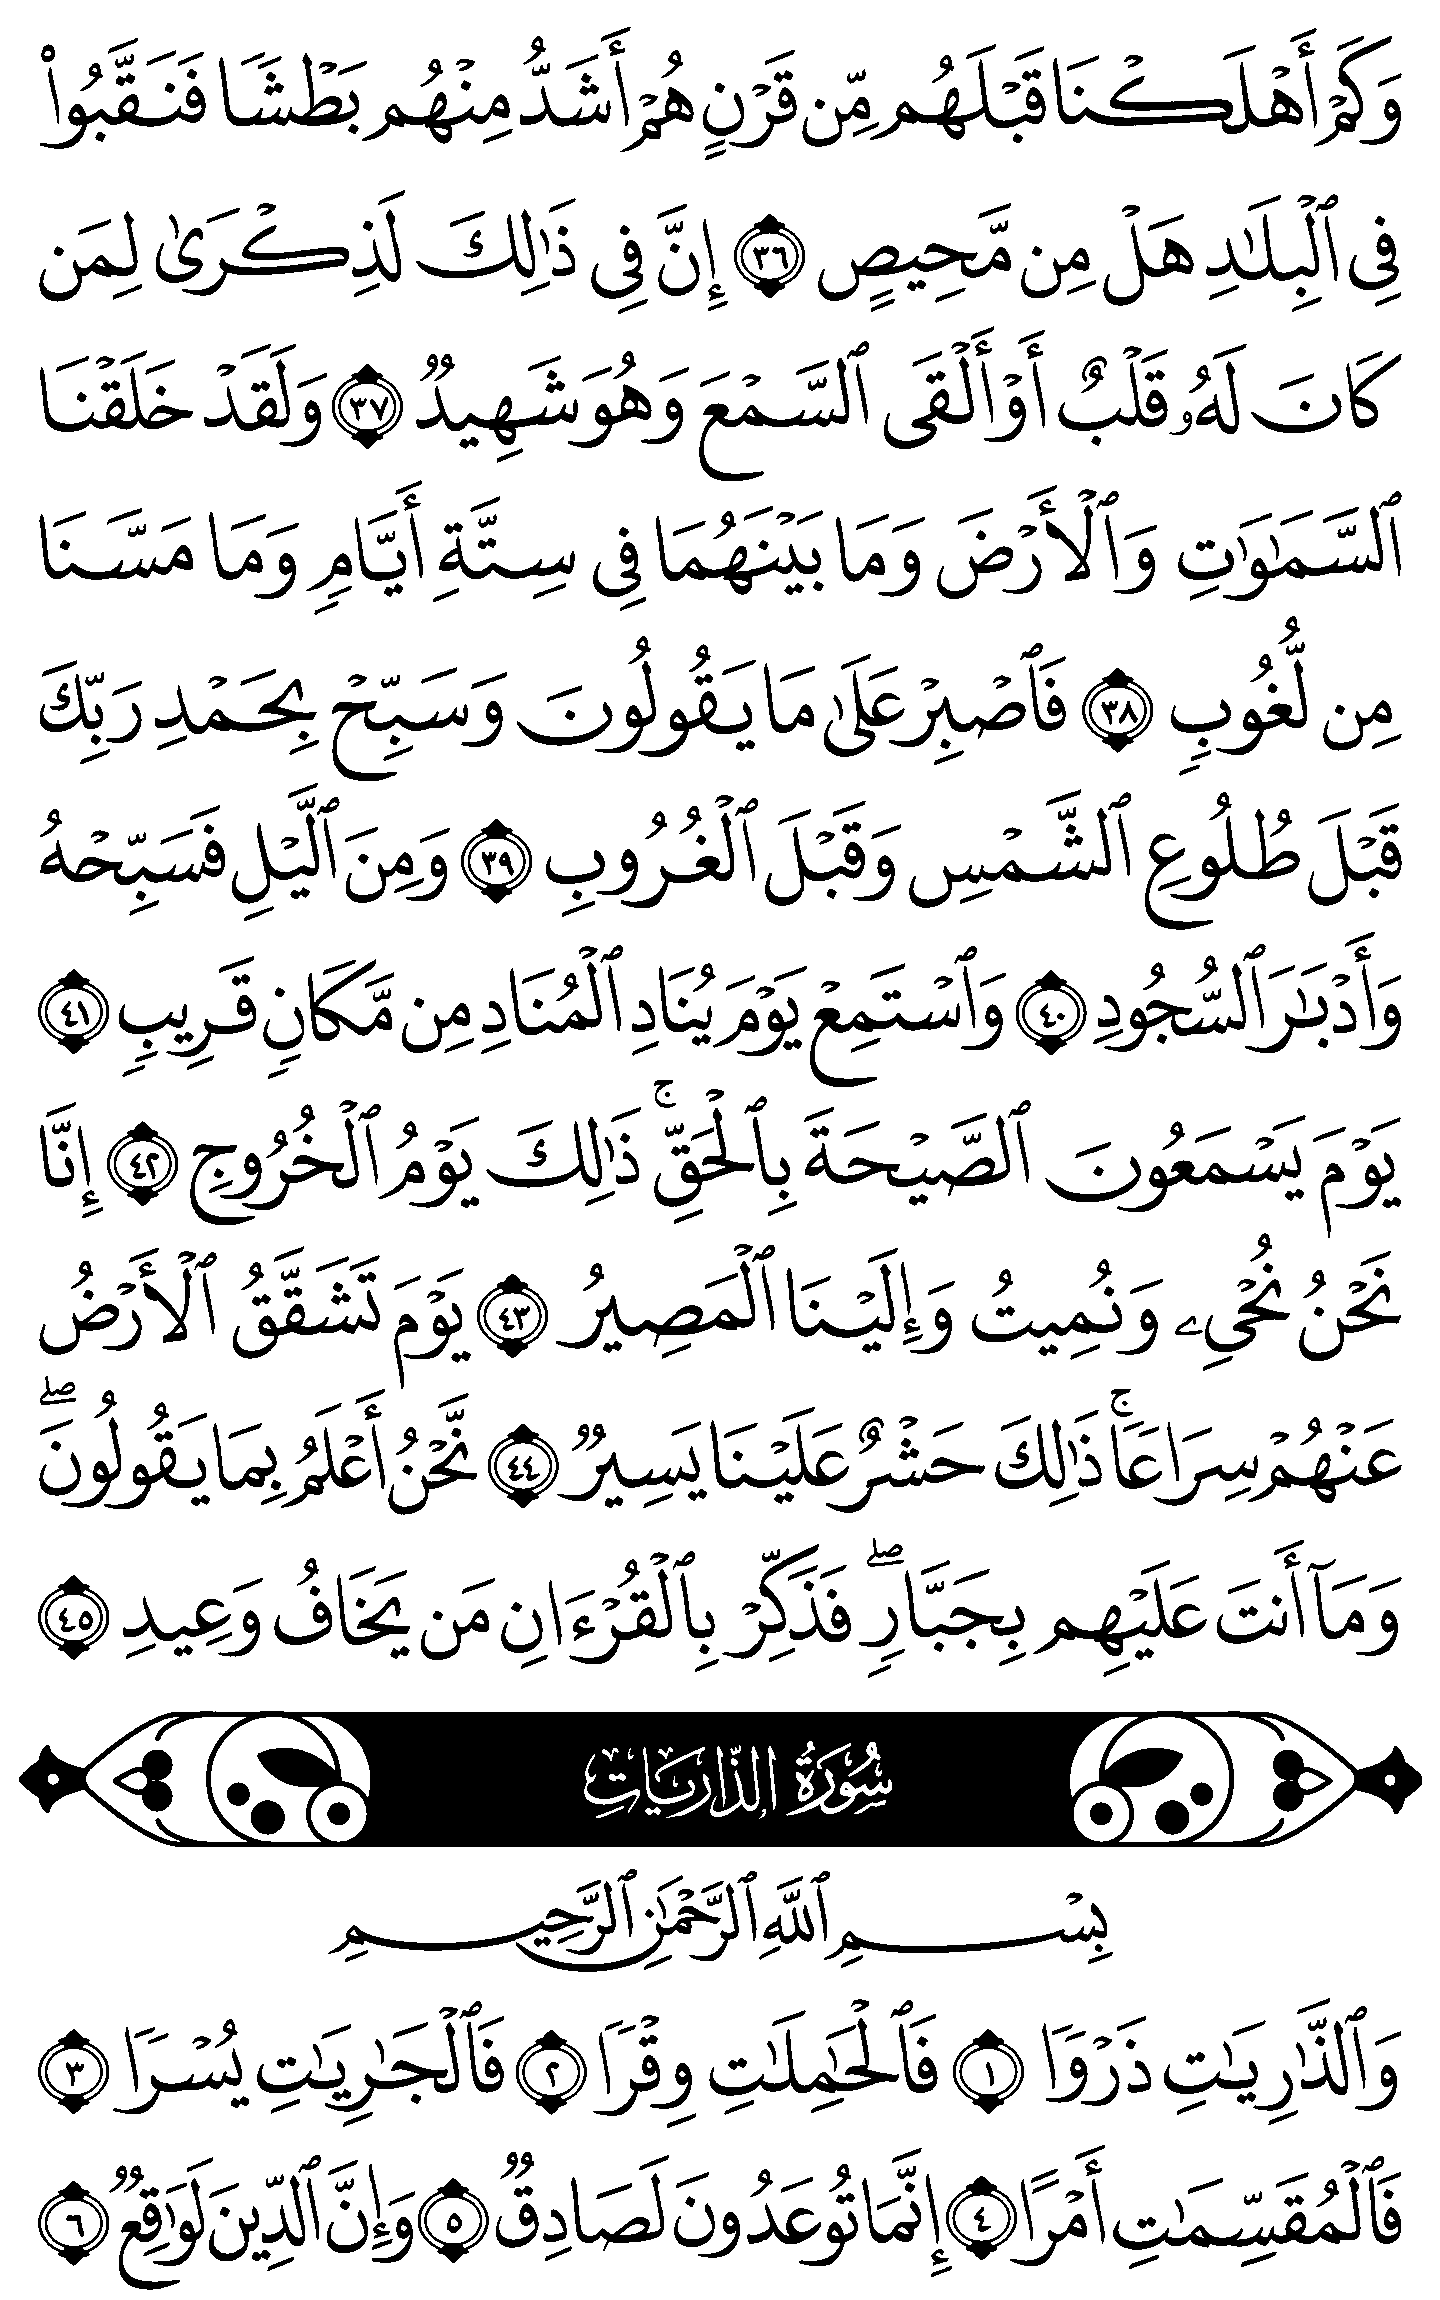 وَكَمْ أَهْلَكْنَا قَبْلَهُم مِّن قَرْنٍ هُمْ أَشَدُّ مِنْهُم بَطْشًا فَنَقَّبُوا۟
فِى ٱلْبِلَـٰدِ هَلْ مِن مَّحِيصٍ ٣٦ إِنَّ فِى ذَٰلِكَ لَذِكْرَىٰ لِمَن
كَانَ لَهُۥ قَلْبٌ أَوْ أَلْقَى ٱلسَّمْعَ وَهُوَ شَهِيدٌ ٣٧ وَلَقَدْ خَلَقْنَا
ٱلسَّمَـٰوَٰتِ وَٱلْأَرْضَ وَمَا بَيْنَهُمَا فِى سِتَّةِ أَيَّامٍ وَمَا مَسَّنَا
مِن لُّغُوبٍ ٣٨ فَٱصْبِرْ عَلَىٰ مَا يَقُولُونَ وَسَبِّحْ بِحَمْدِ رَبِّكَ
قَبْلَ طُلُوعِ ٱلشَّمْسِ وَقَبْلَ ٱلْغُرُوبِ ٣٩ وَمِنَ ٱلَّيْلِ فَسَبِّحْهُ
وَأَدْبَـٰرَ ٱلسُّجُودِ ٤٠ وَٱسْتَمِعْ يَوْمَ يُنَادِ ٱلْمُنَادِ مِن مَّكَانٍ قَرِيبٍ ٤١
يَوْمَ يَسْمَعُونَ ٱلصَّيْحَةَ بِٱلْحَقِّ ۚ ذَٰلِكَ يَوْمُ ٱلْخُرُوجِ ٤٢ إِنَّا
نَحْنُ نُحْىِۦ وَنُمِيتُ وَإِلَيْنَا ٱلْمَصِيرُ ٤٣ يَوْمَ تَشَقَّقُ ٱلْأَرْضُ
عَنْهُمْ سِرَاعًا ۚ ذَٰلِكَ حَشْرٌ عَلَيْنَا يَسِيرٌ ٤٤ نَّحْنُ أَعْلَمُ بِمَا يَقُولُونَ ۖ
وَمَآ أَنتَ عَلَيْهِم بِجَبَّارٍ ۖ فَذَكِّرْ بِٱلْقُرْءَانِ مَن يَخَافُ وَعِيدِ ٤٥
سُورَةُ الذَّارِيَاتِ
بِسْمِ ٱللَّهِ ٱلرَّحْمَـٰنِ ٱلرَّحِيمِ
وَٱلذَّٰرِيَـٰتِ ذَرْوًا ١ فَٱلْحَـٰمِلَـٰتِ وِقْرًا ٢ فَٱلْجَـٰرِيَـٰتِ يُسْرًا ٣
فَٱلْمُقَسِّمَـٰتِ أَمْرًا ٤ إِنَّمَا تُوعَدُونَ لَصَادِقٌ ٥ وَإِنَّ ٱلدِّينَ لَوَٰقِعٌ ٦